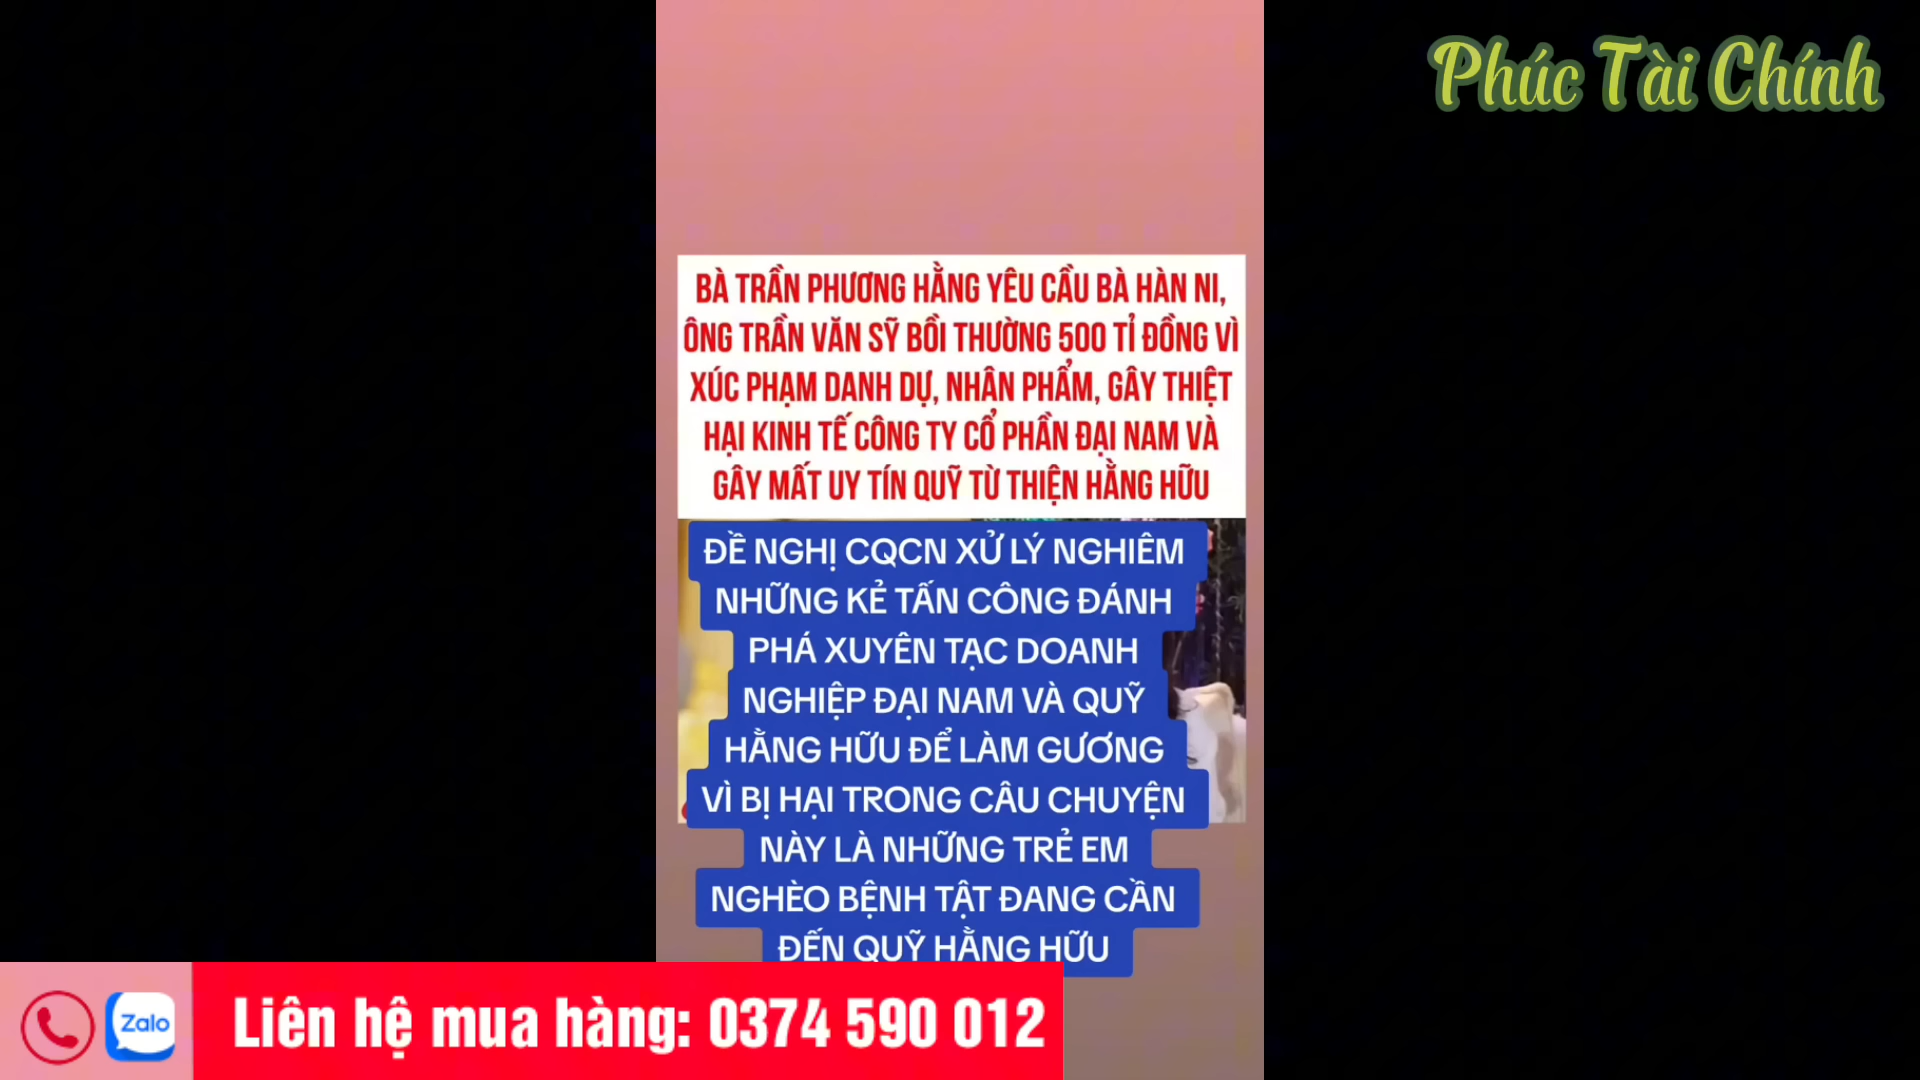 Phúc Tài Chính
BÀ TRẦN PHƯƠNG HẰNG YÊU CẦU BÀ HÀN NI,
ÔNG TRẦN VĂN SỸ BỒI THƯỜNG 500 TỈ ĐỒNG VÌ
XÚC PHẠM DANH DỰ, NHÂN PHẨM, GÂY THIỆT
HẠI KINH TẾ CÔNG TY CỔ PHẦN ĐẠI NAM VÀ
GÂY MẤT UY TÍN QUỸ TỪ THIỆN HẰNG HỮU
ĐỀ NGHỊ CQCN XỬ LÝ NGHIÊM
NHỮNG KẺ TẤN CÔNG ĐÁNH
PHÁ XUYÊN TẠC DOANH
NGHIỆP ĐẠI NAM VÀ QUỸ
HẰNG HỮU ĐỂ LÀM GƯƠNG
VÌ BỊ HẠI TRONG CÂU CHUYỆN
NÀY LÀ NHỮNG TRẺ EM
NGHÈO BỆNH TẬT ĐANG CẦN
ĐẾN QUỸ HẰNG HỮU
Zalo
Liên hệ mua hàng: 0374 590 012